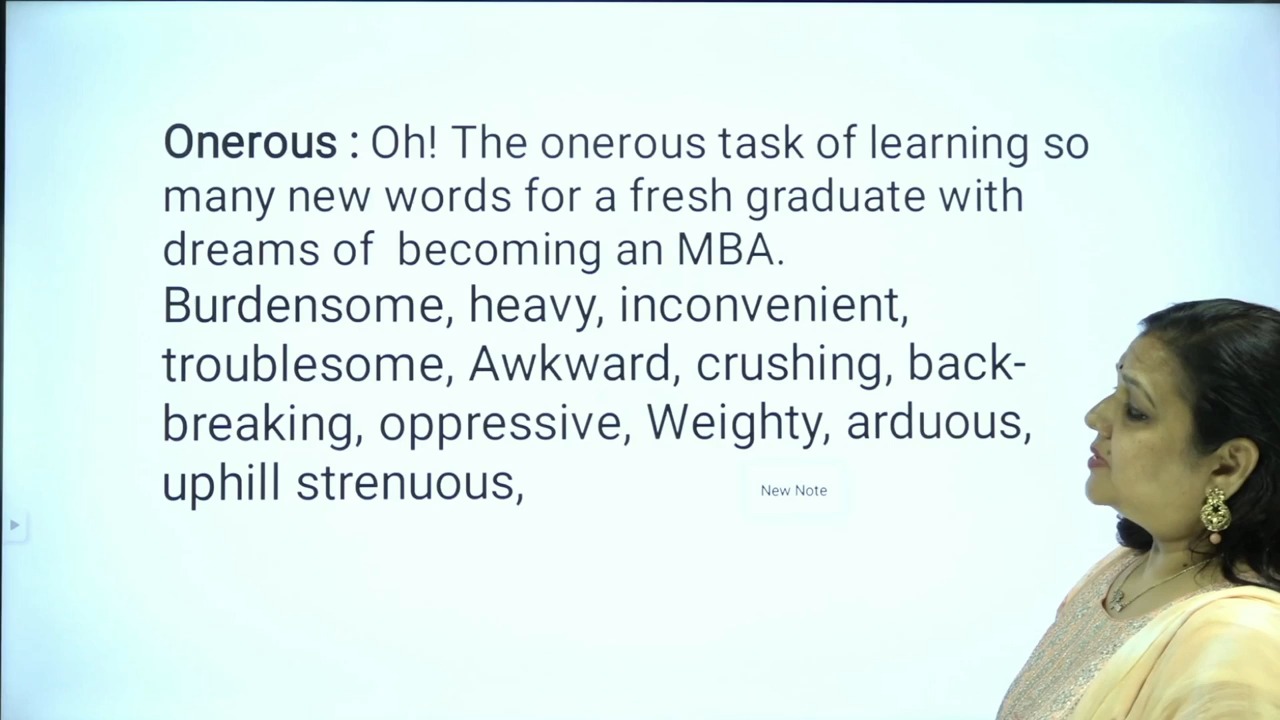 Onerous : Oh! The onerous task of learning so
many new words for a fresh graduate with
dreams of  becoming an MBA.
Burdensome, heavy, inconvenient,
troublesome, Awkward, crushing, back-
breaking, oppressive, Weighty, arduous,
uphill strenuous,
New Note